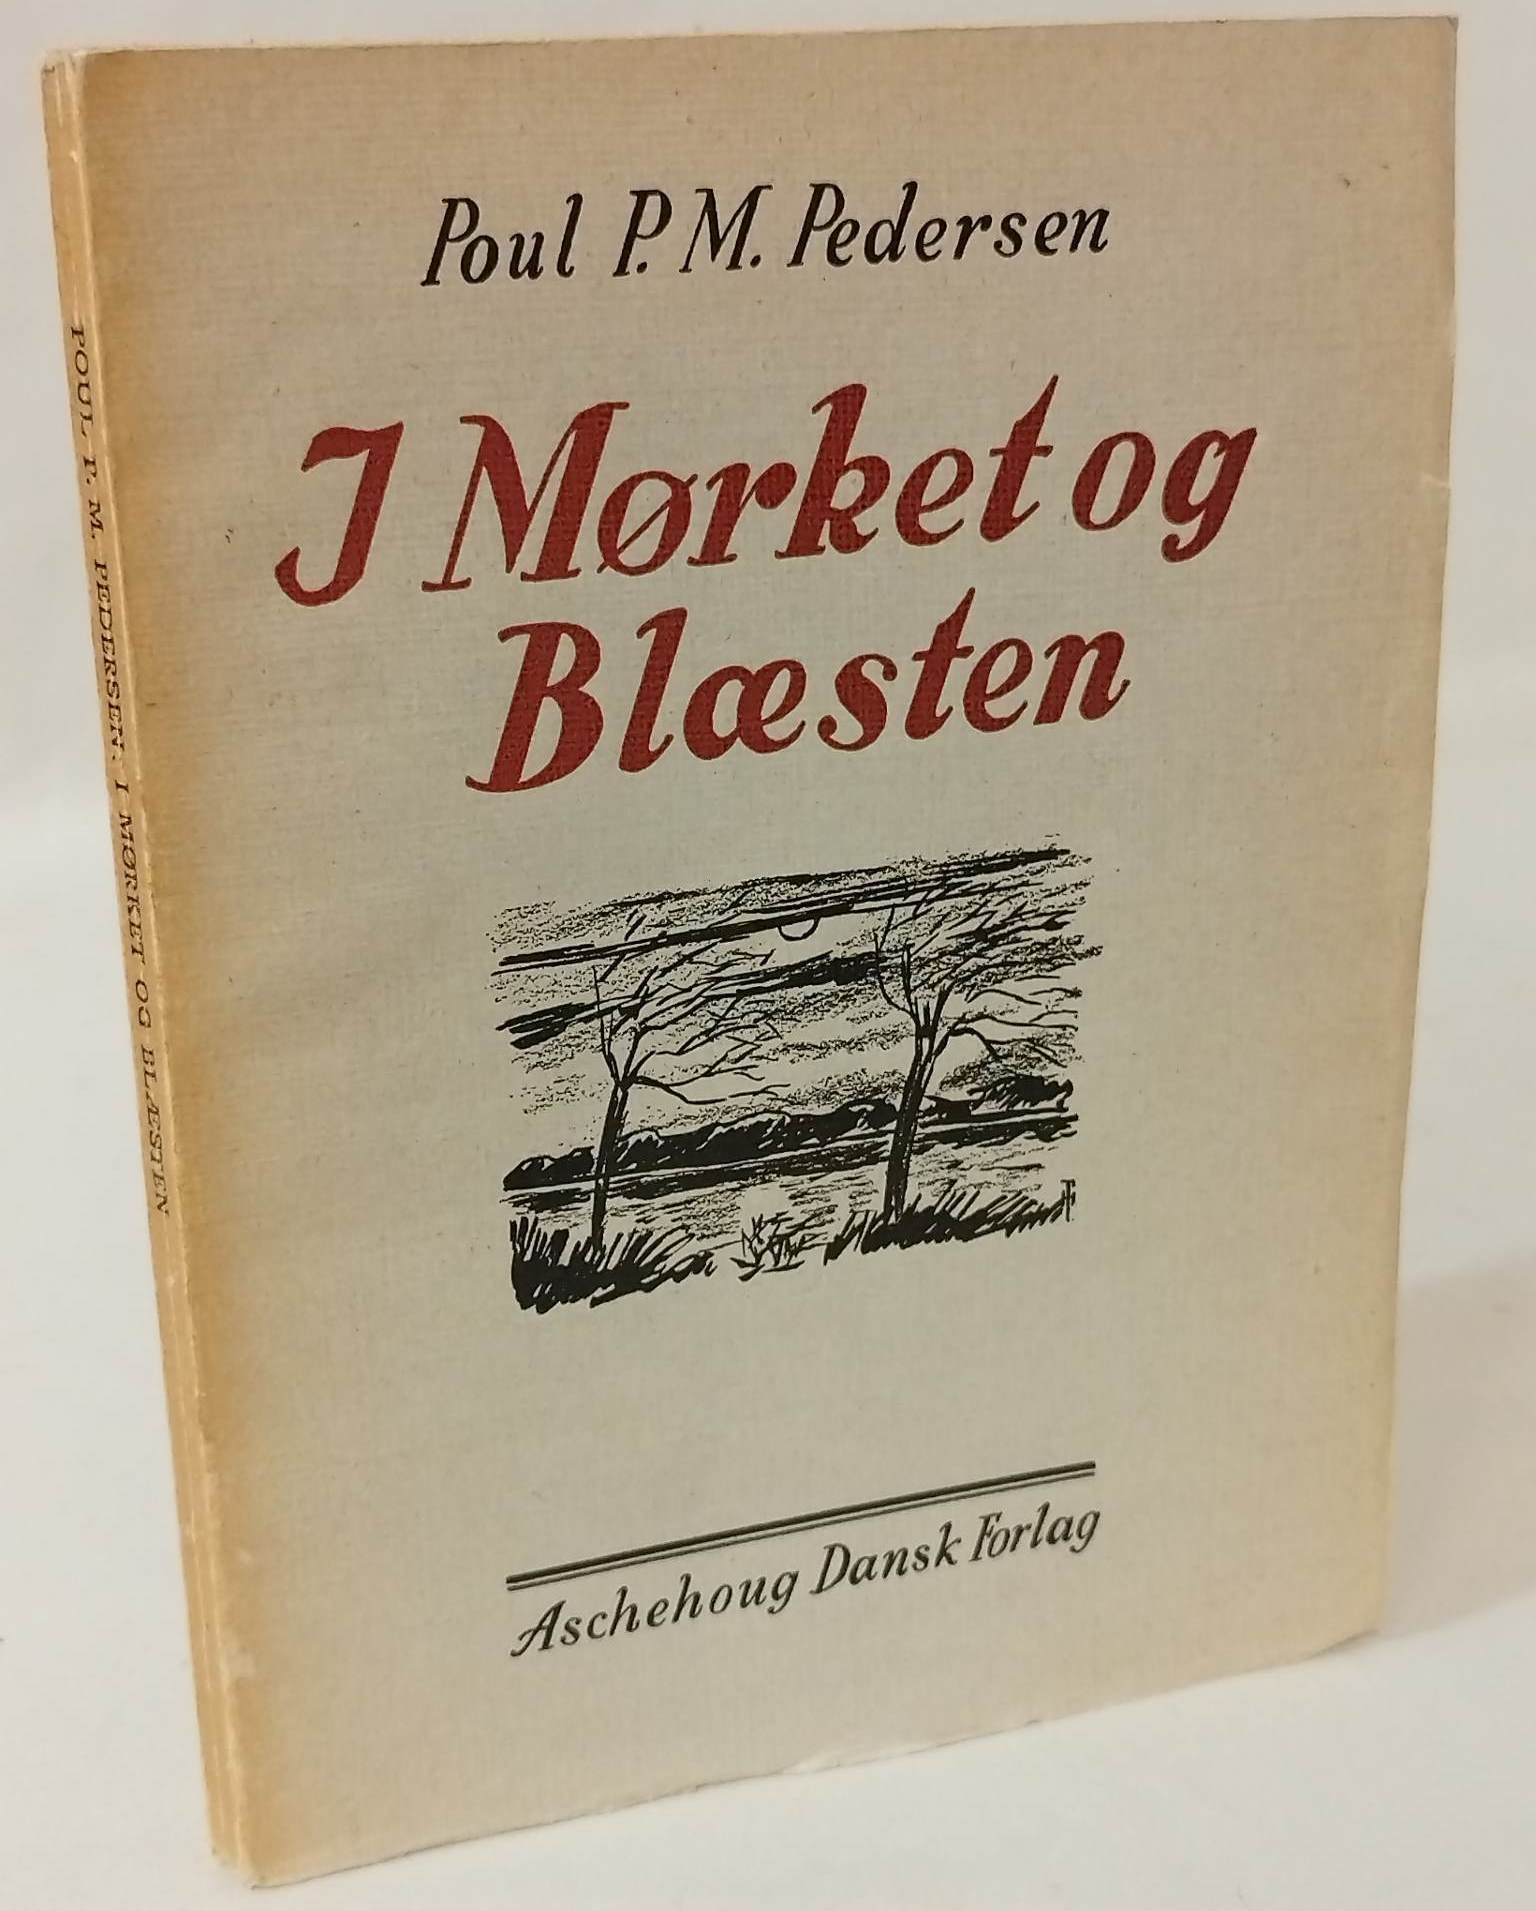 Poul P. M. Pedersen
I Mørket og
Blæsten
Aschehoug Dansk Forlag
POUL P. M. PEDERSEN: I MØRKET OG BLÆSTEN